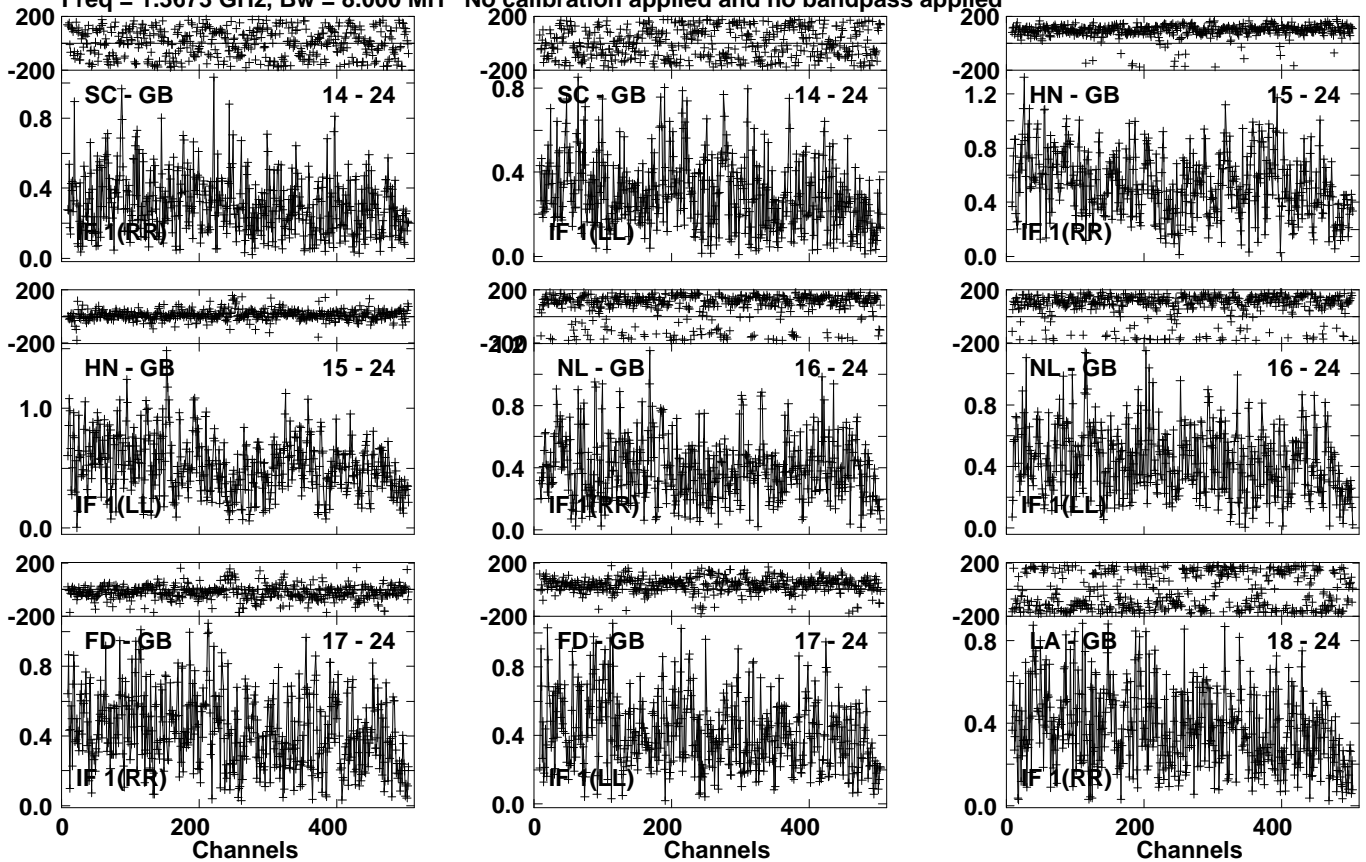 Freq = 1.3673 GHz, Bw = 8.000 MH No calibration applied and no bandpass applied
200 200 200
-200 -200 -200
SC - GB 14 - 24 SC - GB 14 - 24 HN - GB 15 - 24
0.8 0.8 1.2
0.8
0.4 0.4 0.4
IF 1(RR) IF 1(LL) IF 1(RR)
0.0 0.0 0.0
200 200 200
-200 -200 -200
1.2
HN - GB 15 - 24 NL - GB 16 - 24 NL - GB 16 - 24
1.0 0.8 0.8
0.4 0.4
IF 1(LL) IF 1(RR) IF 1(LL)
0.0 0.0 0.0
200 200 200
-200 -200 -200
FD - GB 17 - 24 FD - GB 17 - 24 LA - GB 18 - 24
0.8 0.8 0.8
0.4 0.4 0.4
IF 1(RR) IF 1(LL) IF 1(RR)
0.0 0.0 0.0
0 200 400 0 200 400 0 200 400
Channels Channels Channels